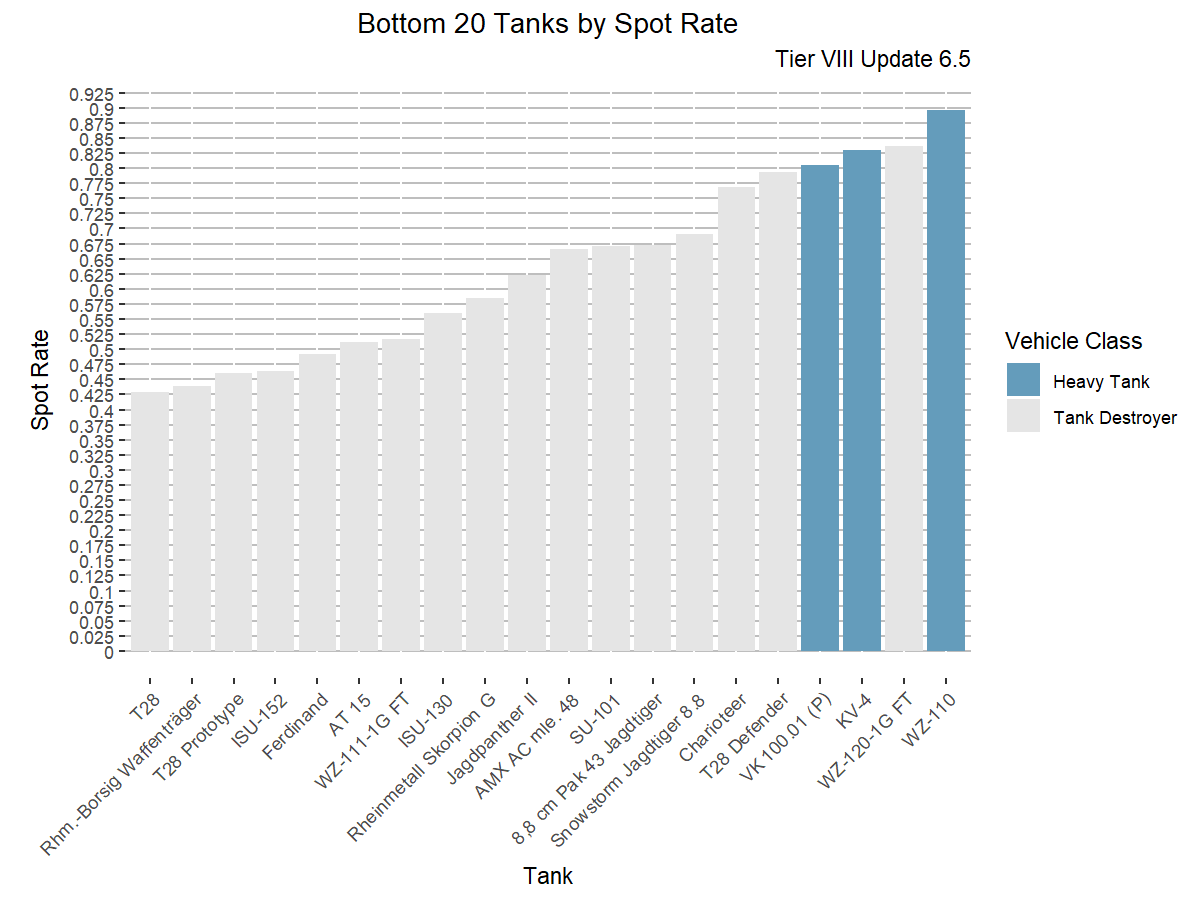 Bottom 20 Tanks by Spot Rate
Tier VIII Update 6.5
Spot Rate
0.925
0.9
0.875
0.85
0.825
0.8
0.775
0.75
0.725
0.7
0.675
0.65
0.625
0.6
0.575
0.55
0.525
0.5
0.475
0.45
0.425
0.4
0.375
0.35
0.325
0.3
0.275
0.25
0.225
0.2
0.175
0.15
0.125
0.1
0.075
0.05
0.025
0
T28
Rhm.-Borsig Waffenträger
T28 Prototype
ISU-152
Ferdinand
AT 15
WZ-111-1G FT
ISU-130
Rheinmetall Skorpion G
Jagdpanther II
AMX AC mle. 48
SU-101
8,8 cm Pak 43 Jagdtiger
Snowstorm Jagdtiger 8.8
Charioteer
T28 Defender
VK 100.01 (P)
KV-4
WZ-120-1G FT
WZ-110
Tank
Vehicle Class
Heavy Tank
Tank Destroyer